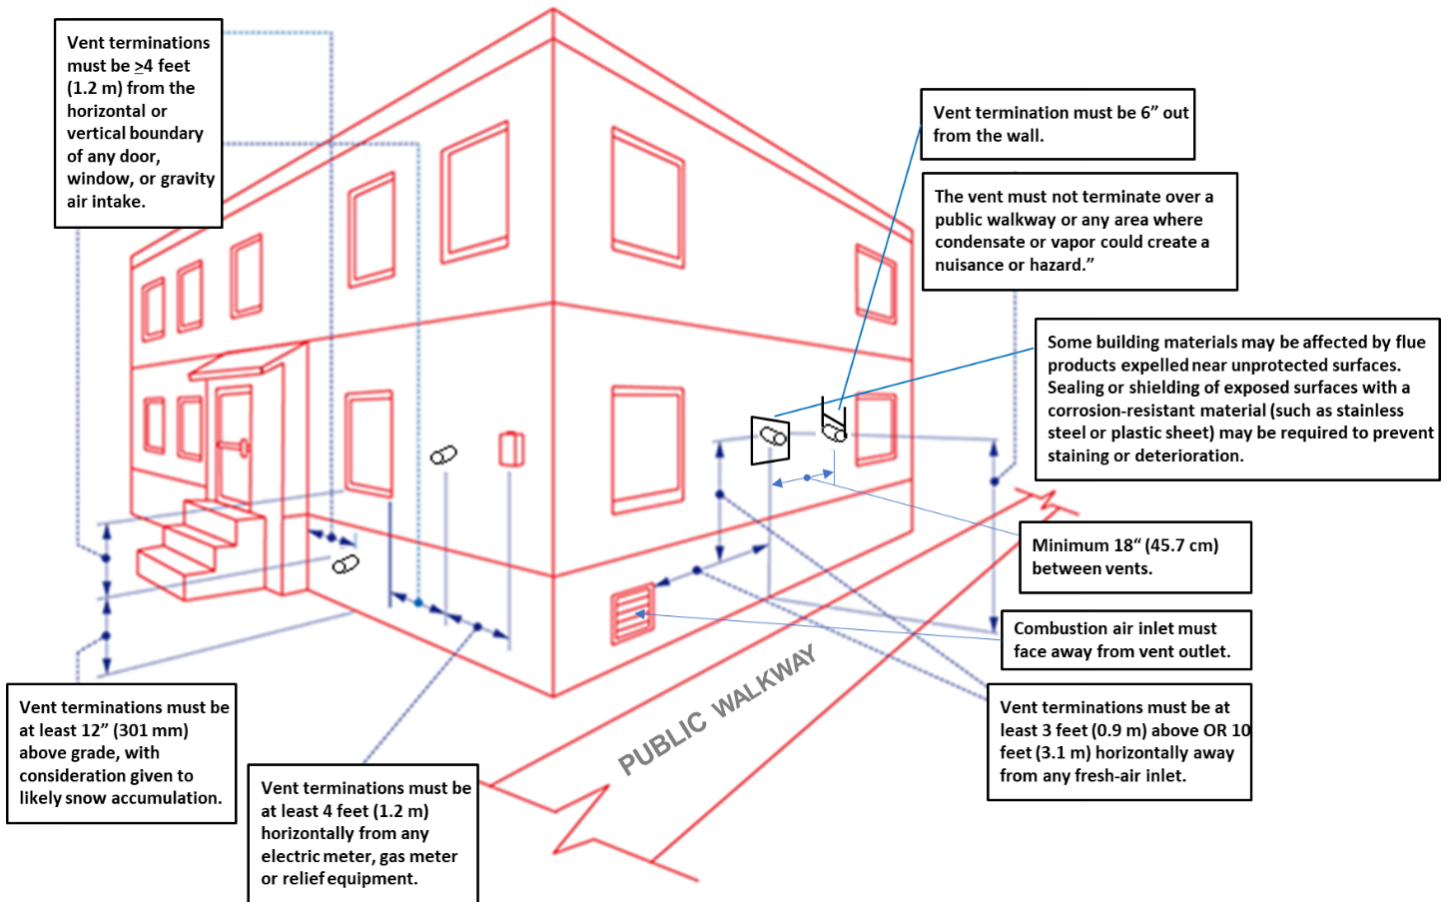 Vent terminations
must be ≥4 feet
(1.2 m) from the
horizontal or
vertical boundary
of any door,
window, or gravity
air intake.
Vent termination must be 6” out
from the wall.
The vent must not terminate over a
public walkway or any area where
condensate or vapor could create a
nuisance or hazard.”
Some building materials may be affected by flue
products expelled near unprotected surfaces.
Sealing or shielding of exposed surfaces with a
corrosion-resistant material (such as stainless
steel or plastic sheet) may be required to prevent
staining or deterioration.
Minimum 18“ (45.7 cm)
between vents.
Combustion air inlet must
face away from vent outlet.
Vent terminations must be at
least 3 feet (0.9 m) above OR 10
feet (3.1 m) horizontally away
from any fresh-air inlet.
PUBLIC WALKWAY
Vent terminations must be
at least 12” (301 mm)
above grade, with
consideration given to
likely snow accumulation.
Vent terminations must be
at least 4 feet (1.2 m)
horizontally from any
electric meter, gas meter
or relief equipment.